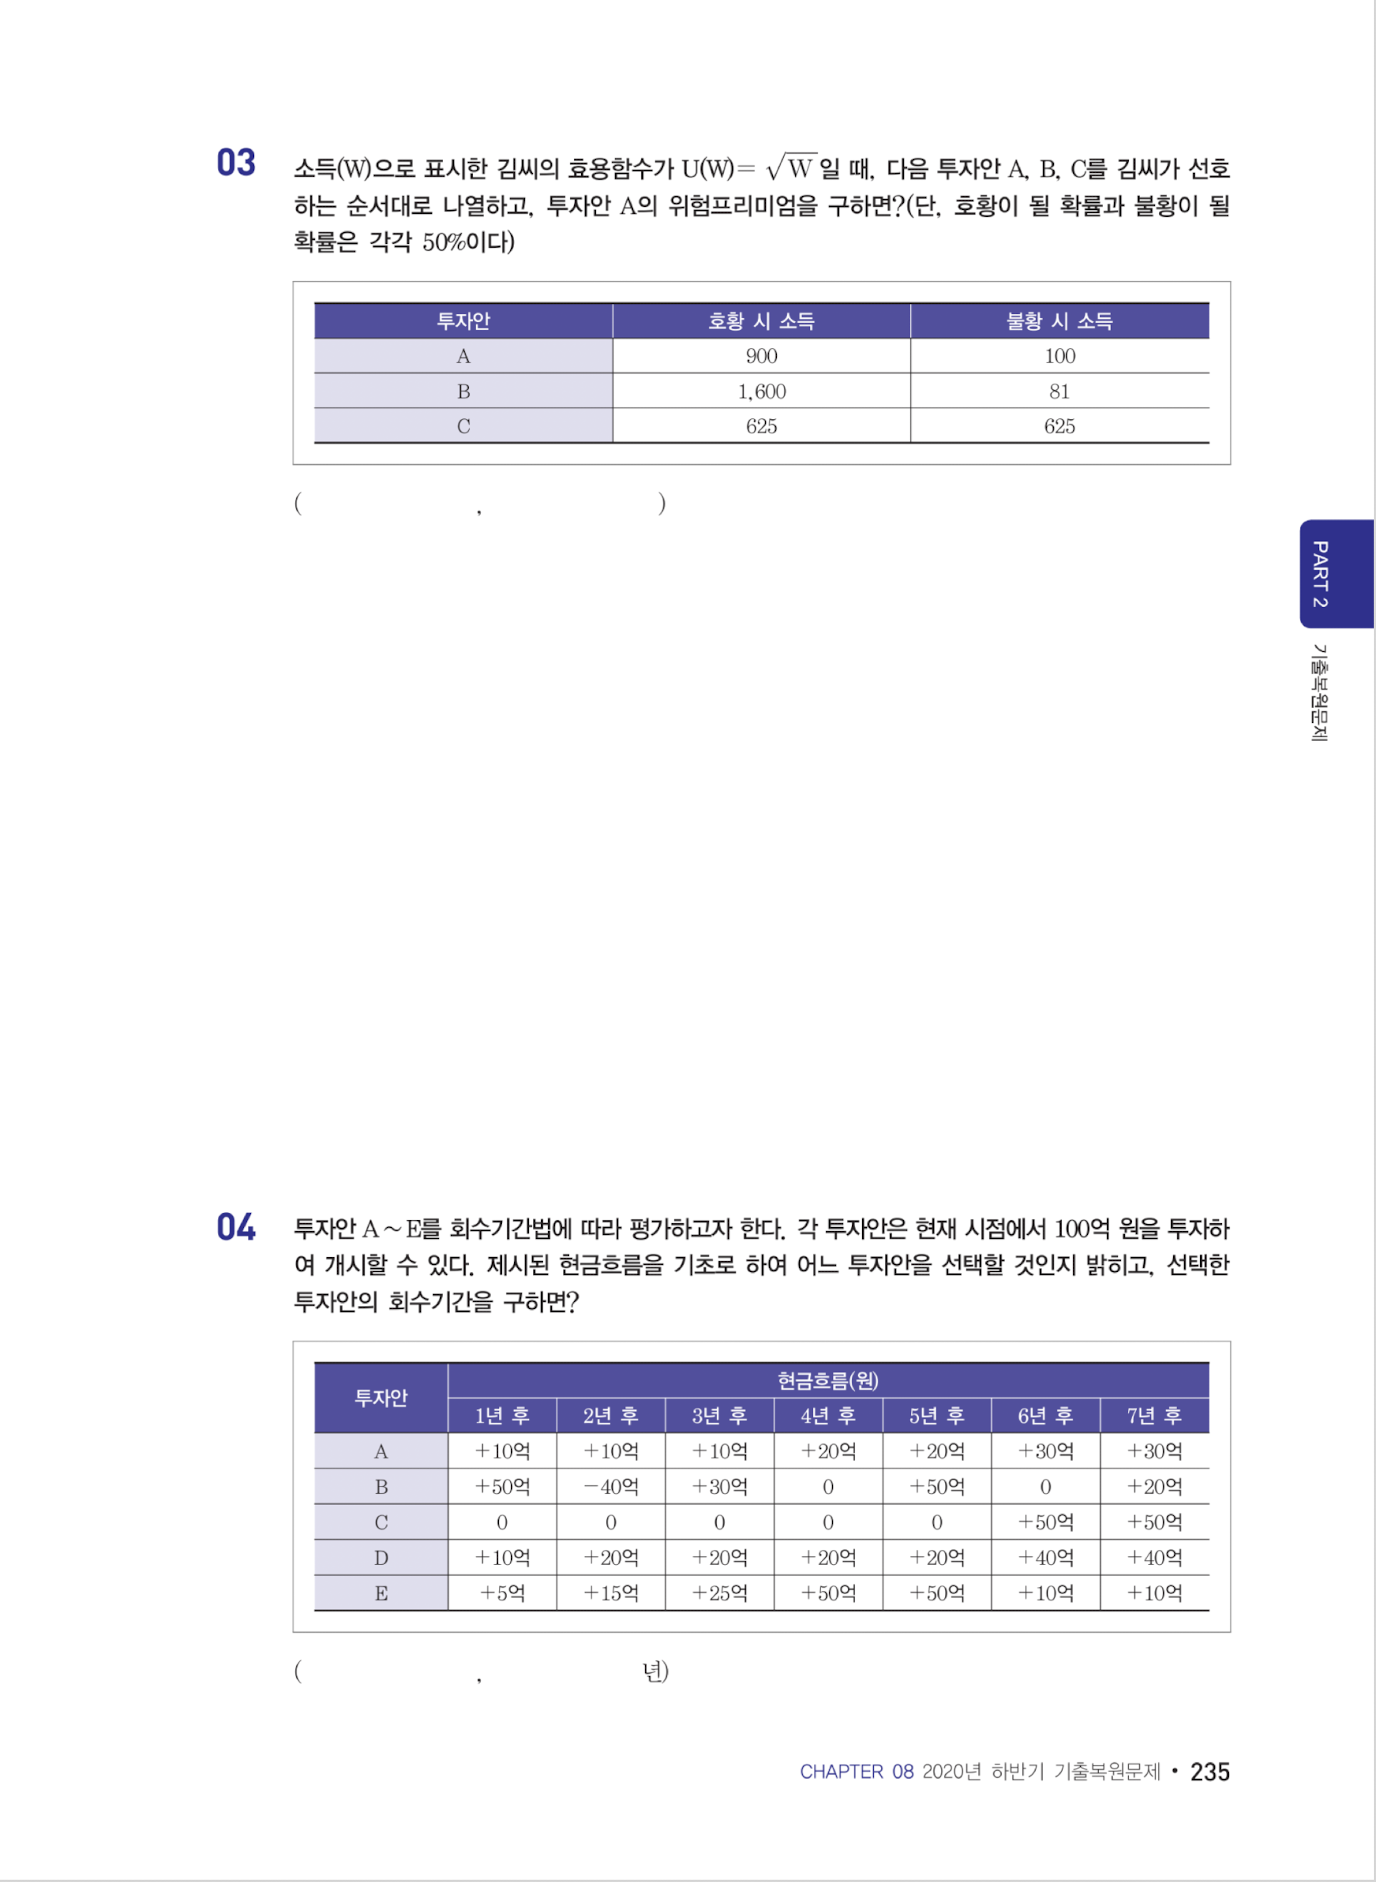 03 소득(W)으로 표시한 김씨의 효용함수가 U(W)= √W 일 때, 다음 투자안 A, B, C를 김씨가 선호
하는 순서대로 나열하고, 투자안 A의 위험프리미엄을 구하면?(단, 호황이 될 확률과 불황이 될
확률은 각각 50%이다)
투자안 호황 시 소득 불황 시 소득
A 900 100
B 1,600 81
C 625 625
( , )
PART 2
기출복원문제
04 투자안 A～E를 회수기간법에 따라 평가하고자 한다. 각 투자안은 현재 시점에서 100억 원을 투자하
여 개시할 수 있다. 제시된 현금흐름을 기초로 하여 어느 투자안을 선택할 것인지 밝히고, 선택한
투자안의 회수기간을 구하면?
투자안 현금흐름(원)
1년 후 2년 후 3년 후 4년 후 5년 후 6년 후 7년 후
A +10억 +10억 +10억 +20억 +20억 +30억 +30억
B +50억 −40억 +30억 0 +50억 0 +20억
C 0 0 0 0 0 +50억 +50억
D +10억 +20억 +20억 +20억 +20억 +40억 +40억
E +5억 +15억 +25억 +50억 +50억 +10억 +10억
( , 년)
CHAPTER 08 2020년 하반기 기출복원문제 • 235